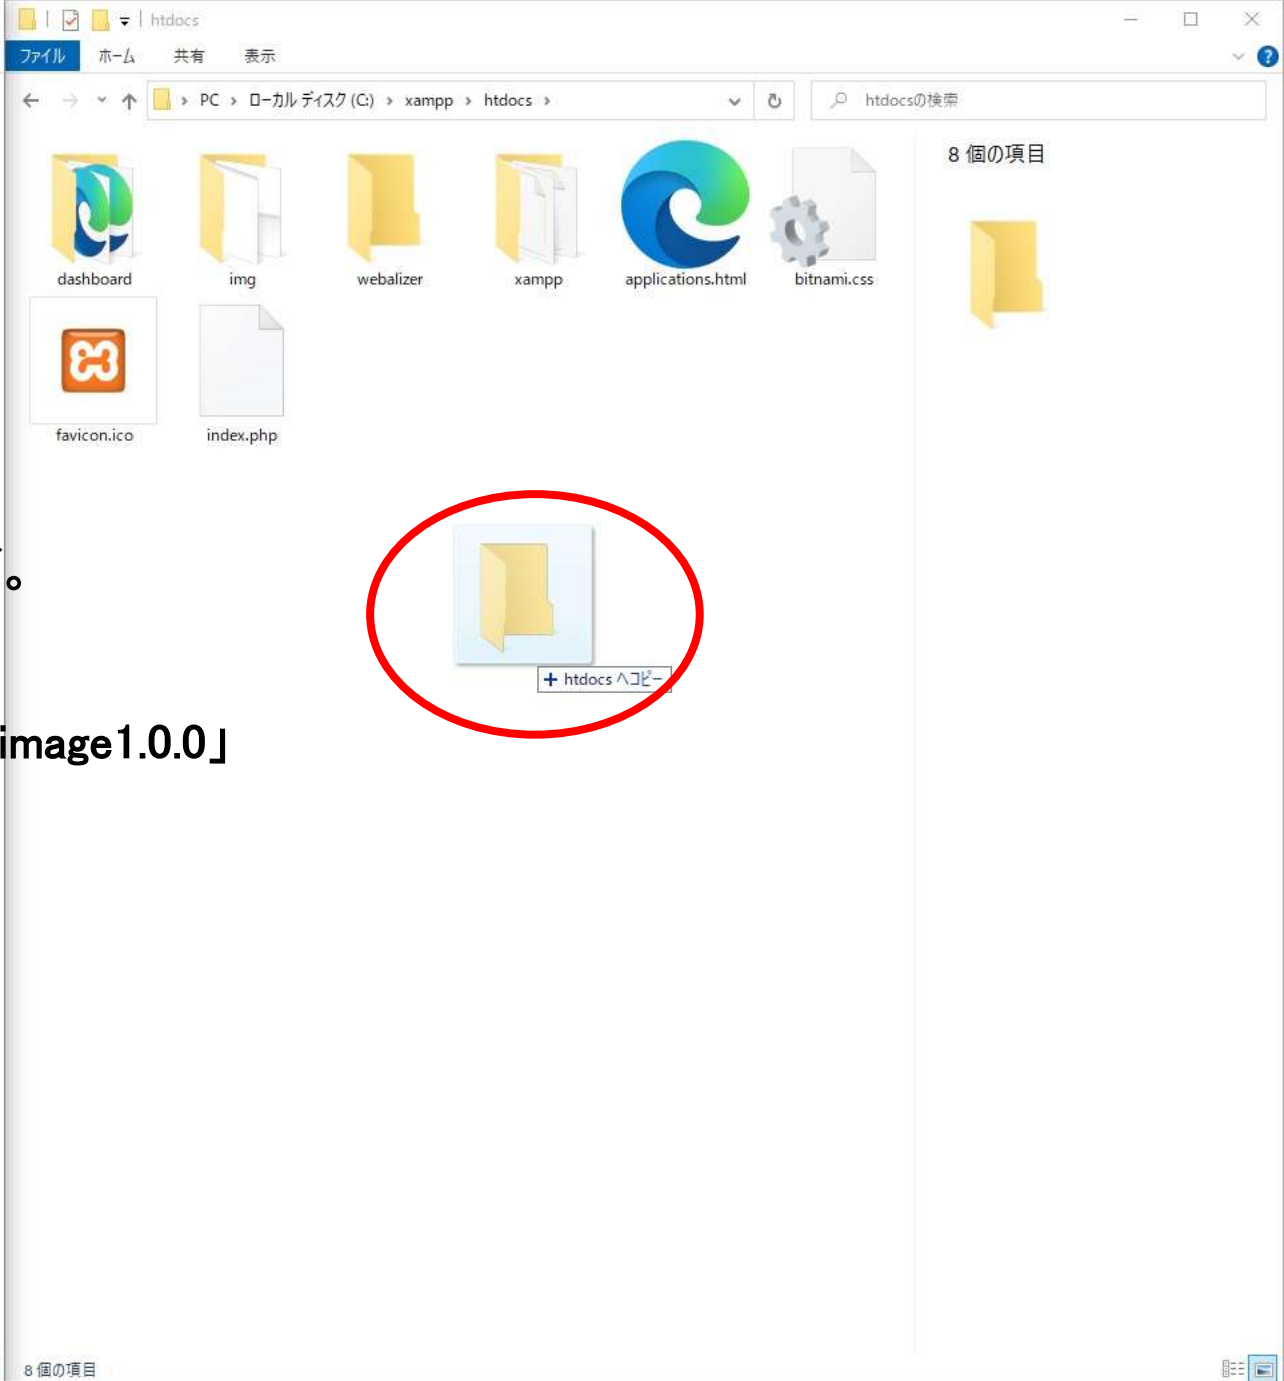 htdocs
ファイル ホーム 共有 表示
PC › ローカル ディスク (C:) › xampp › htdocs ›
htdocsの検索
8 個の項目
dashboard
img
webalizer
xampp
applications.html
bitnami.css
favicon.ico
index.php
。
+ htdocs へコピー
image1.0.0」
8 個の項目